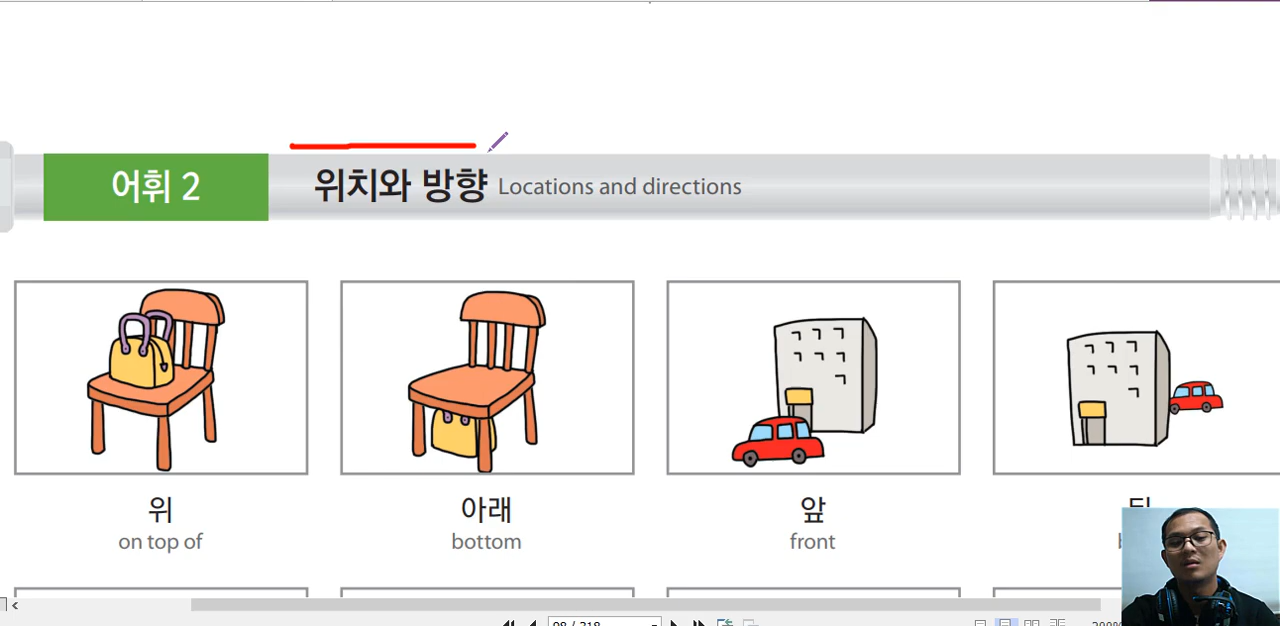 어휘 2 위치와 방향 Locations and directions
위 아래 앞
on top of bottom front